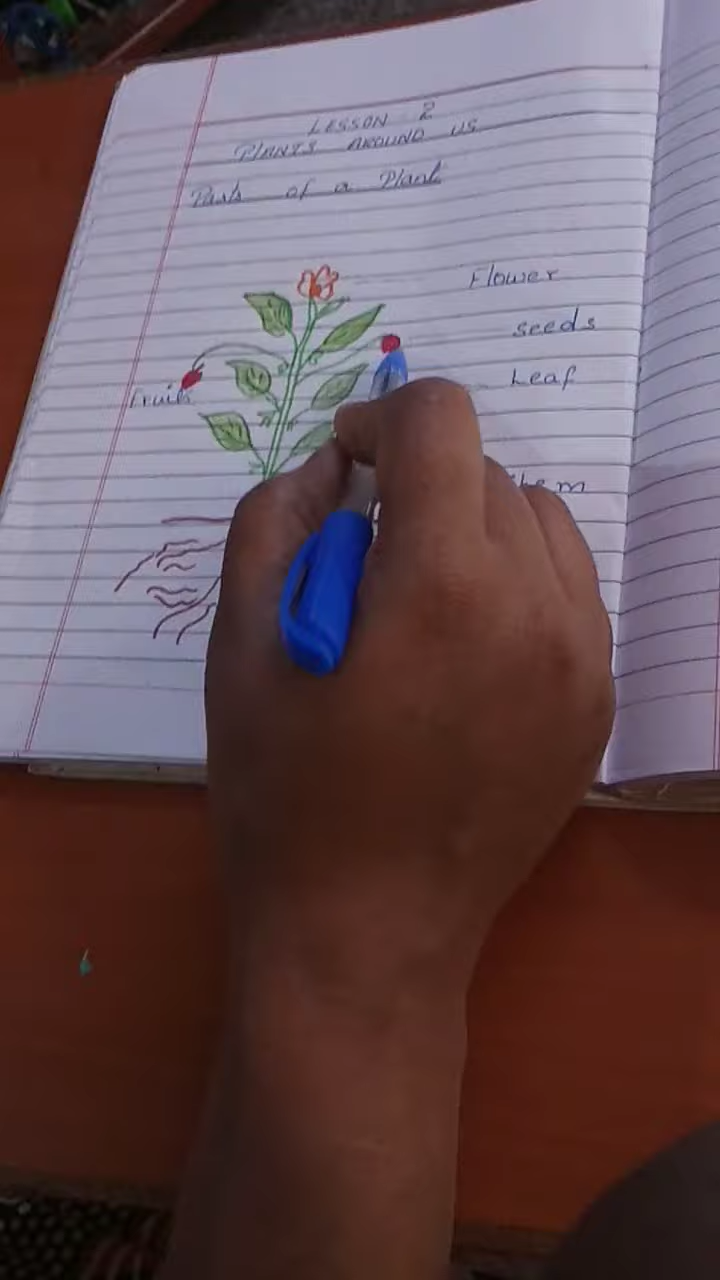 LESSON 2
PLANTS AROUND US
Parts of a Plant
Flower
seeds
Leaf
Fruit